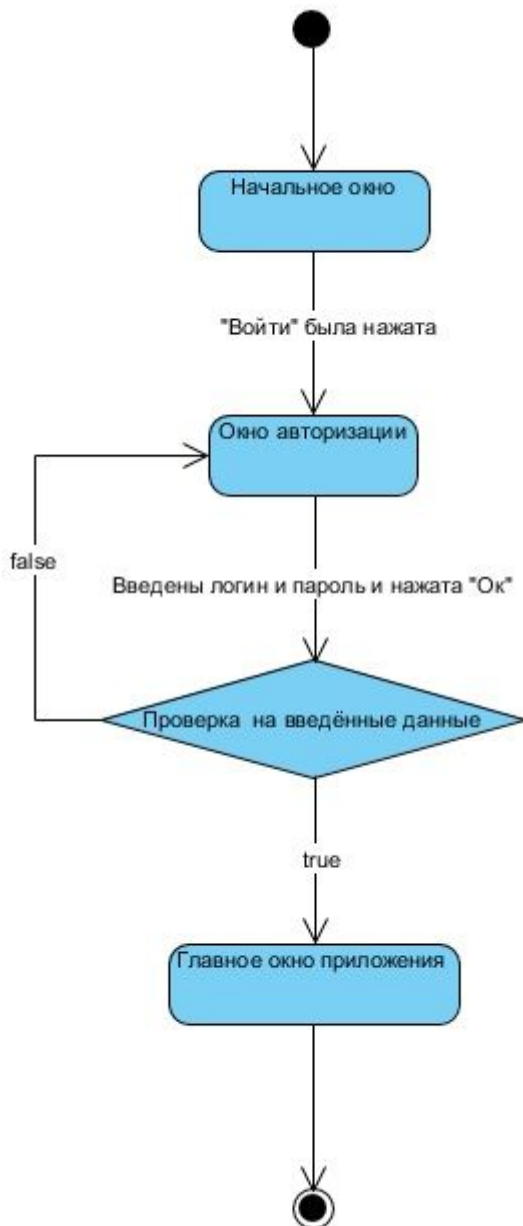 Начальное окно
"Войти" была нажата
Окно авторизации
false
Введены логин и пароль и нажата "Ок"
Проверка на введённые данные
true
Главное окно приложения